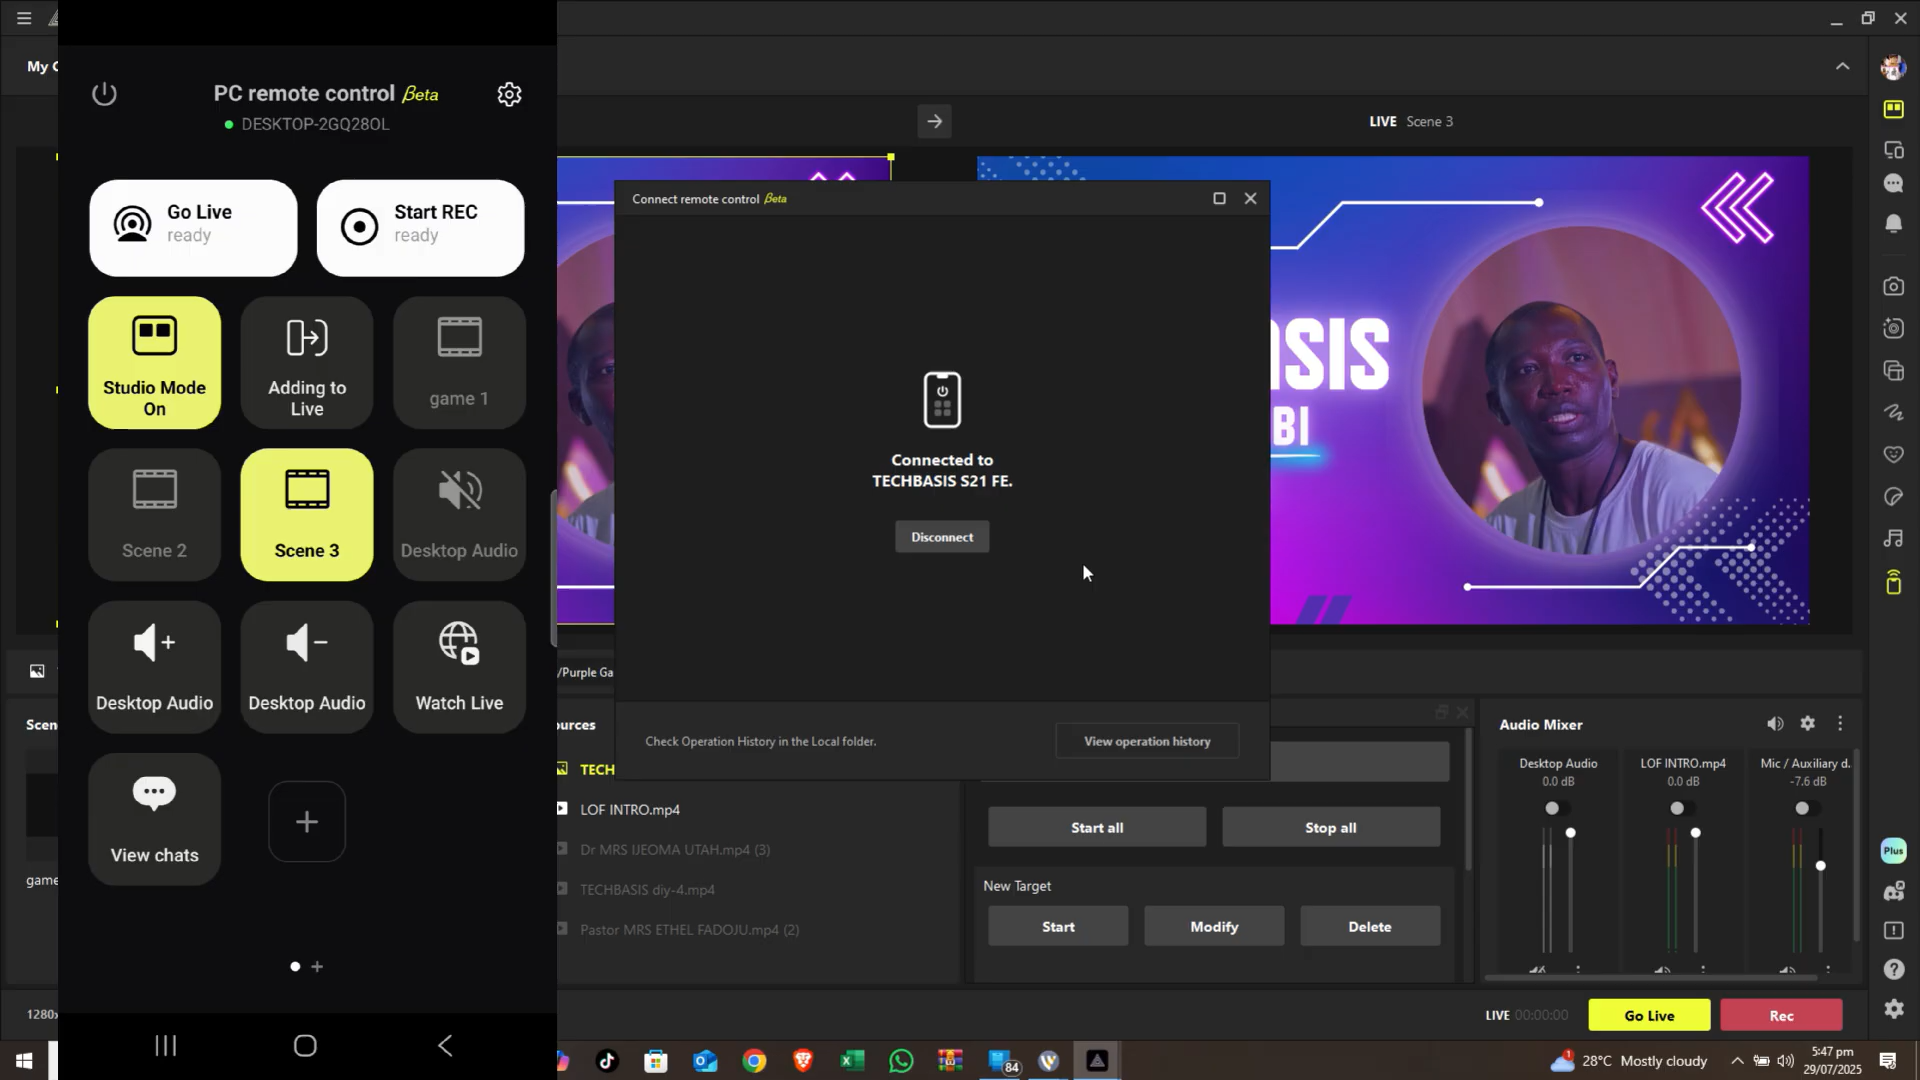 PC remote control βeta
DESKTOP-2GQ28OL
Go Live
ready
Start REC
ready
Studio Mode
On
Adding to
Live
game 1
Scene 2
Scene 3
Desktop Audio
Desktop Audio
Desktop Audio
Watch Live
View chats
LIVE Scene 3
Connect remote control βeta
Connected to
TECHBASIS S21 FE.
Disconnect
Check Operation History in the Local folder.
View operation history
ASIS
BI
/Purple Ga
ources
TECH
LOF INTRO.mp4
Dr MRS IJEOMA UTAH.mp4 (3)
TECHBASIS diy-4.mp4
Pastor MRS ETHEL FADOJU.mp4 (2)
Scen
game
1280x
Start all
Stop all
New Target
Start
Modify
Delete
Audio Mixer
Desktop Audio
0.0 dB
LOF INTRO.mp4
0.0 dB
Mic / Auxiliary d.
-7.6 dB
Plus
LIVE 00:00:00
Go Live
Rec
84
1
28°C Mostly cloudy
5:47 pm
29/07/2025